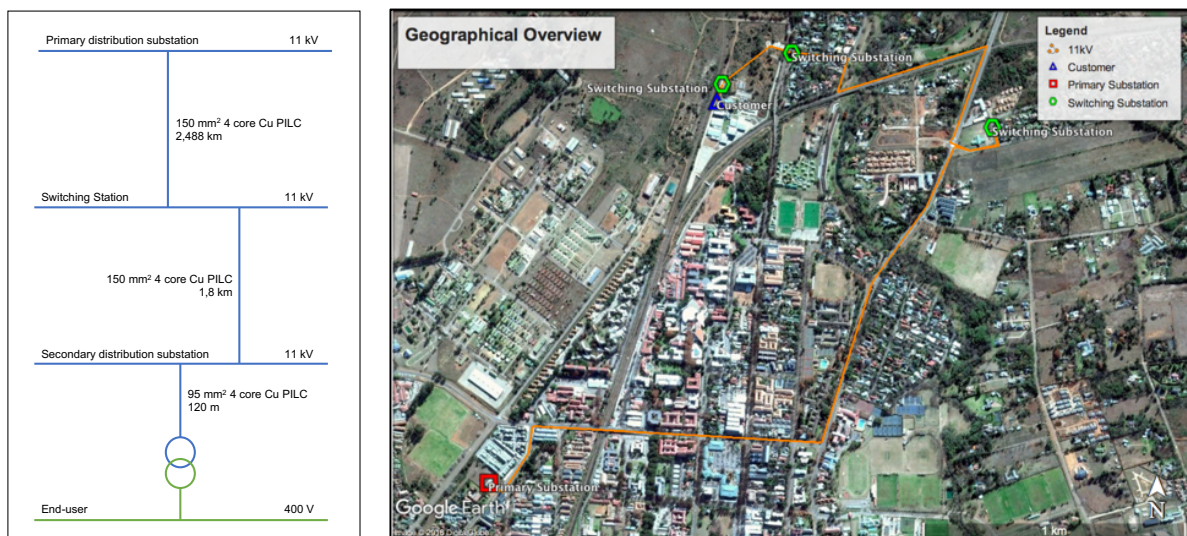 Primary distribution substation 11 kV
150 mm² 4 core Cu PILC
2,488 km
Switching Station 11 kV
150 mm² 4 core Cu PILC
1,8 km
Secondary distribution substation 11 kV
95 mm² 4 core Cu PILC
120 m
End-user 400 V
Geographical Overview
Legend
11kV
Customer
Primary Substation
Switching Substation
Switching Substation
Switching Substation
Customer
Switching Substation
Primary Substation
Google Earth
Image © 2016 DigitalGlobe
N
1 km